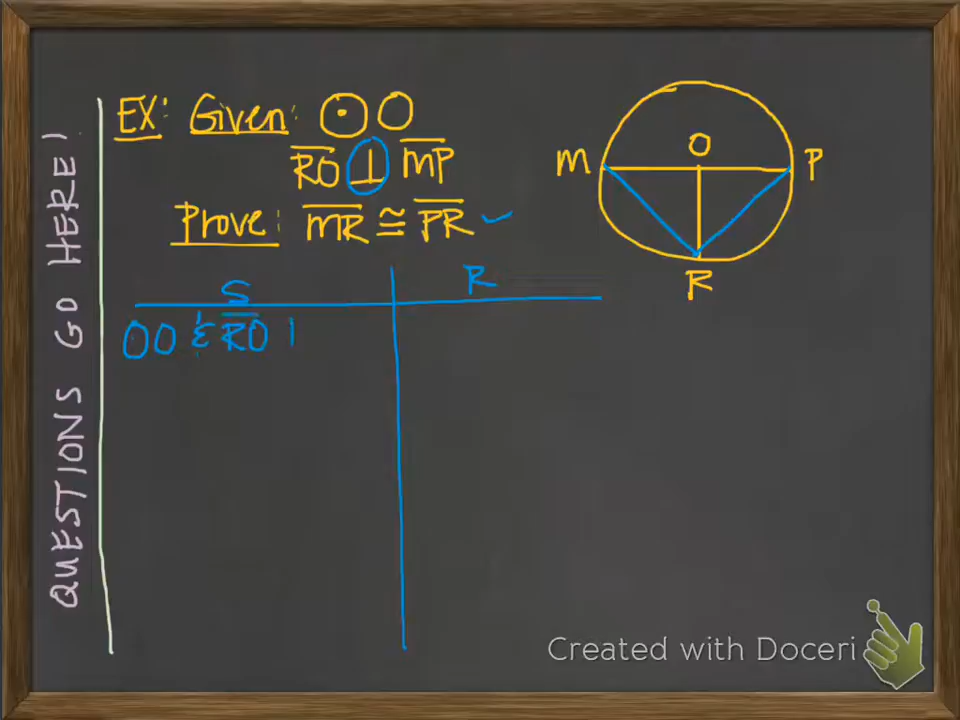 QUESTIONS GO HERE!
EX: Given: ⊙O
RO ⊥ MP
Prove: MR ≅ PR ✓
M O P
R
S R
OO & RO |
Created with Doceri